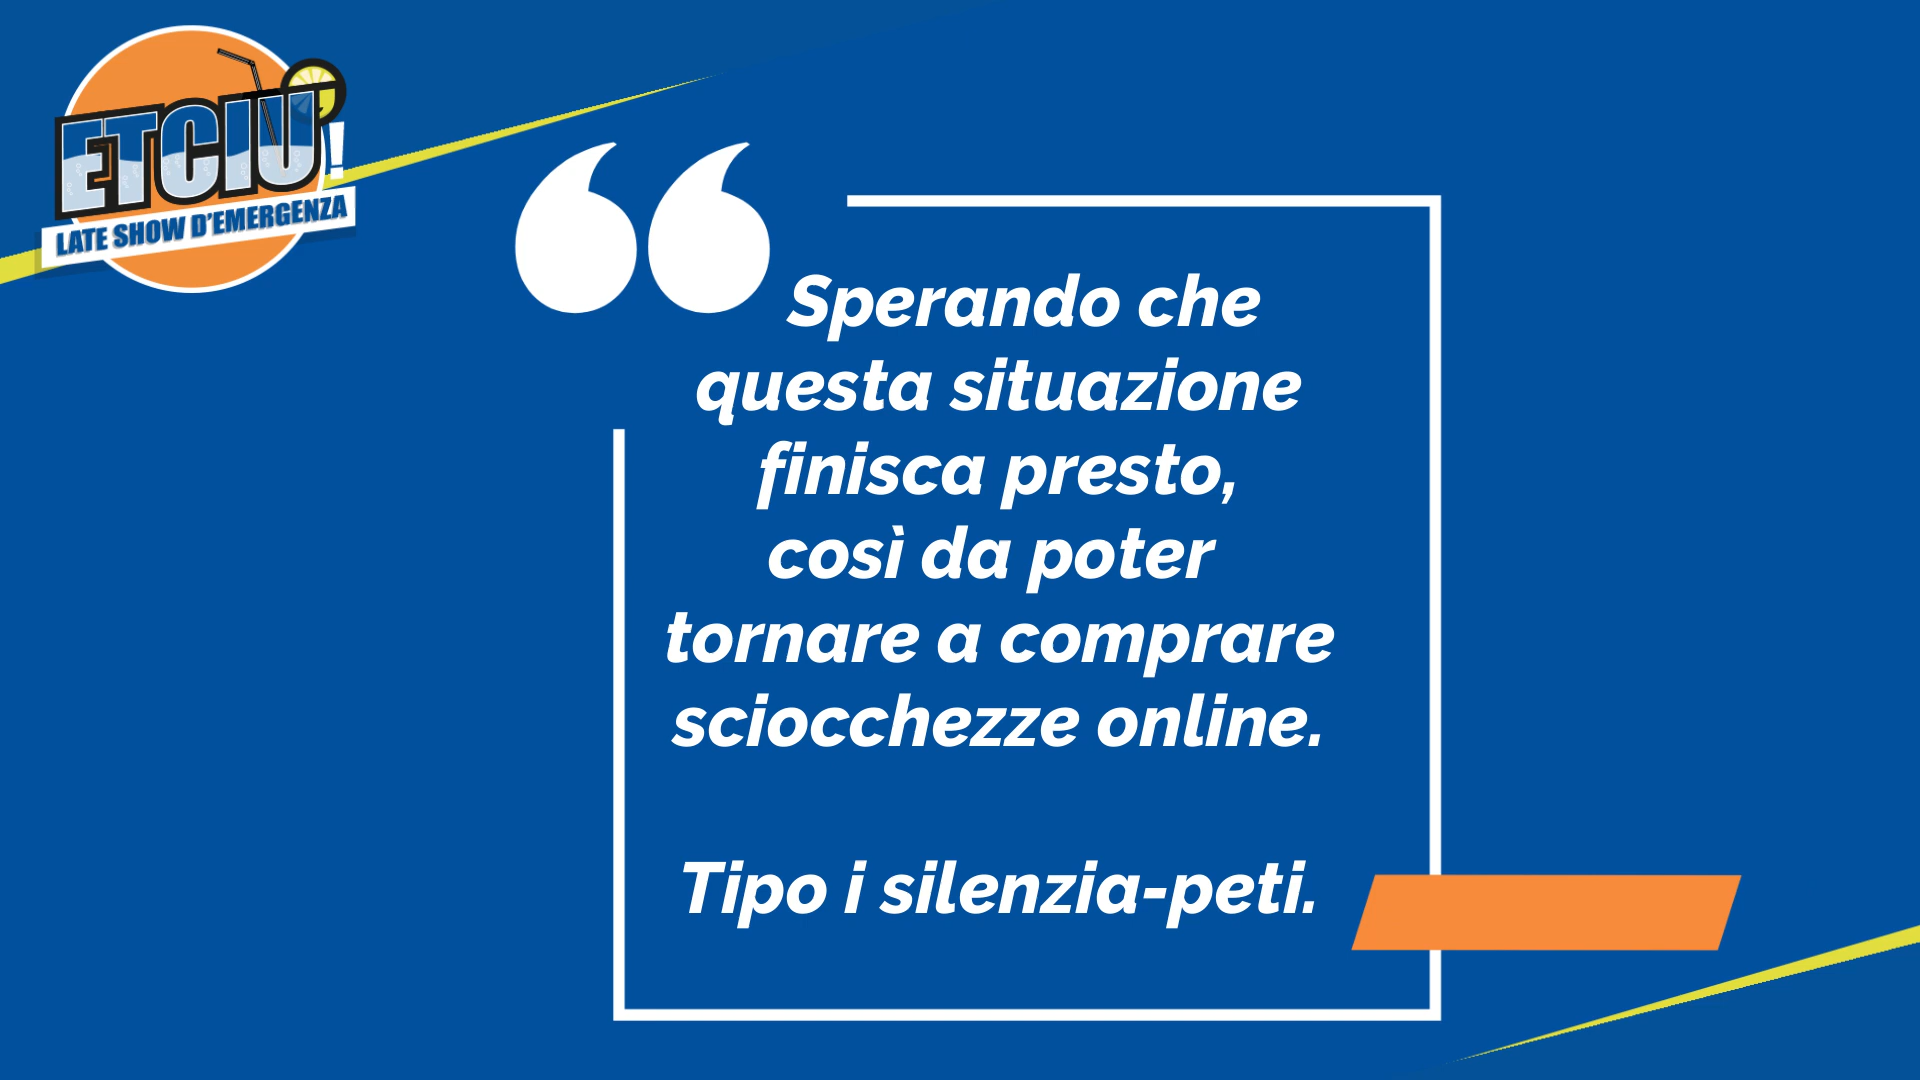 ETCIU!
LATE SHOW D'EMERGENZA
Sperando che
questa situazione
finisca presto,
così da poter
tornare a comprare
sciocchezze online.
Tipo i silenzia-peti.